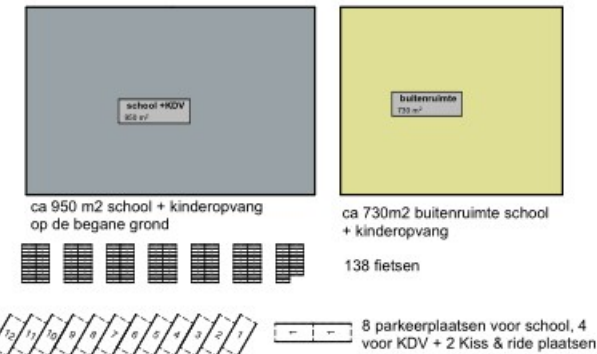 school +KDV
950 m²
buitenruimte
730 m²
ca 950 m2 school + kinderopvang
op de begane grond
ca 730m2 buitenruimte school
+ kinderopvang
138 fietsen
12 11 10 9 8 7 6 5 4 3 2 1
1 1
8 parkeerplaatsen voor school, 4
voor KDV + 2 Kiss & ride plaatsen